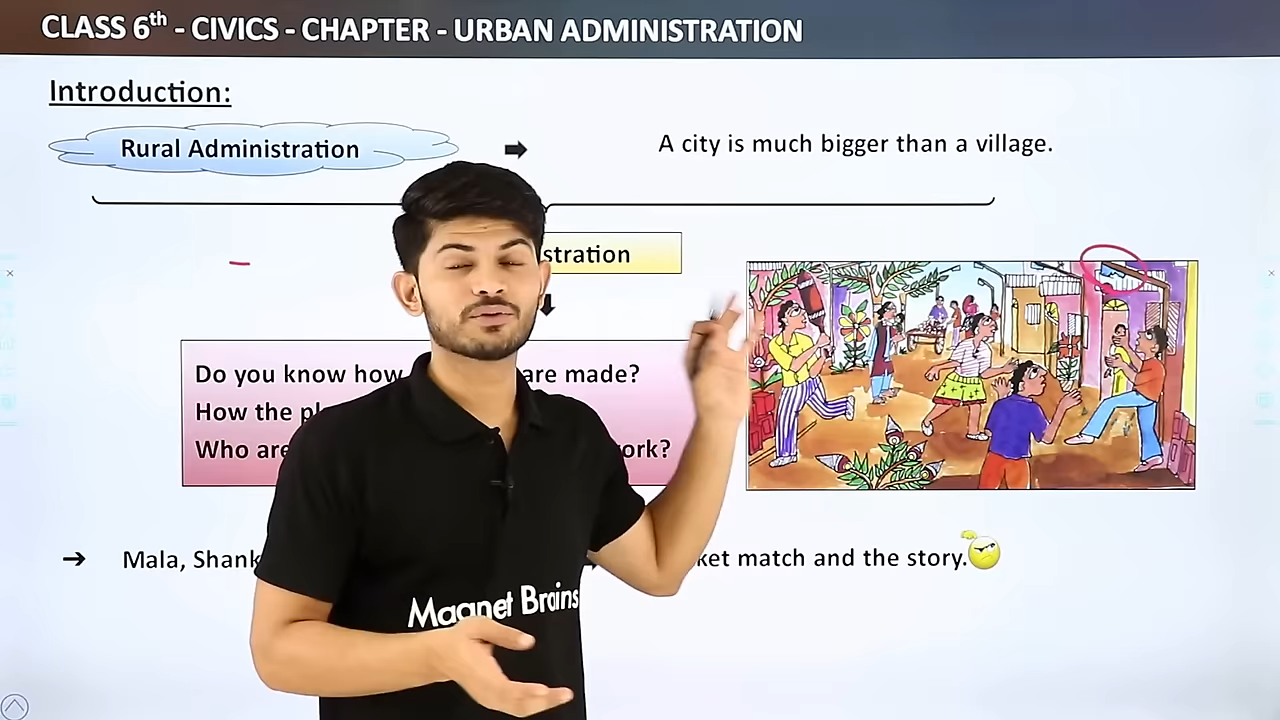 CLASS 6th - CIVICS - CHAPTER - URBAN ADMINISTRATION
Introduction:
Rural Administration
A city is much bigger than a village.
stration
Do you know how are made?
How the
Who are ork?
Mala, Shank ket match and the story.
Magnet Brains